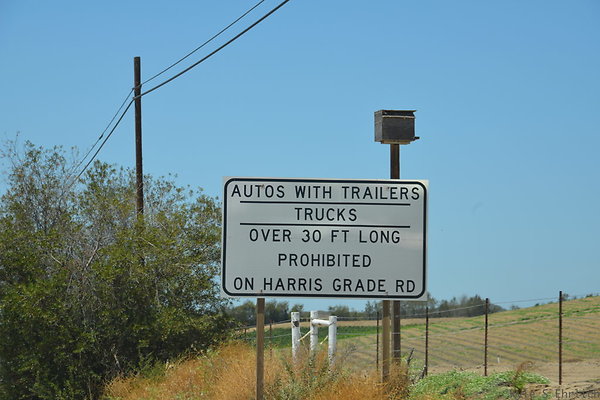 AUTOS WITH TRAILERS
TRUCKS
OVER 30 FT LONG
PROHIBITED
ON HARRIS GRADE RD